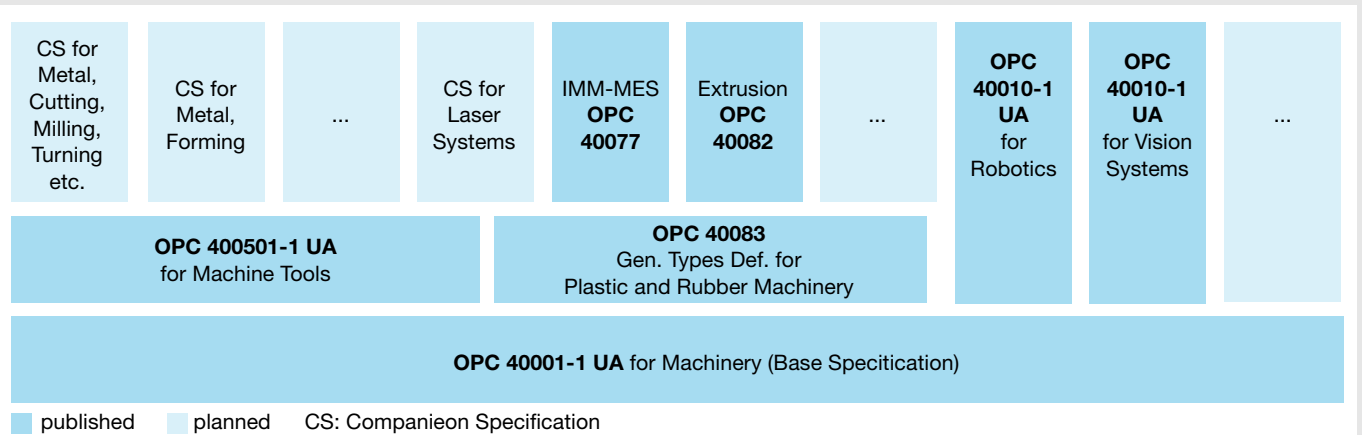 CS for
Metal,
Cutting,
Milling,
Turning
etc.
CS for
Metal,
Forming
...
CS for
Laser
Systems
IMM-MES
OPC
40077
Extrusion
OPC
40082
...
OPC
40010-1
UA
for
Robotics
OPC
40010-1
UA
for Vision
Systems
...
OPC 400501-1 UA
for Machine Tools
OPC 40083
Gen. Types Def. for
Plastic and Rubber Machinery
OPC 40001-1 UA for Machinery (Base Specitication)
published planned CS: Companieon Specification